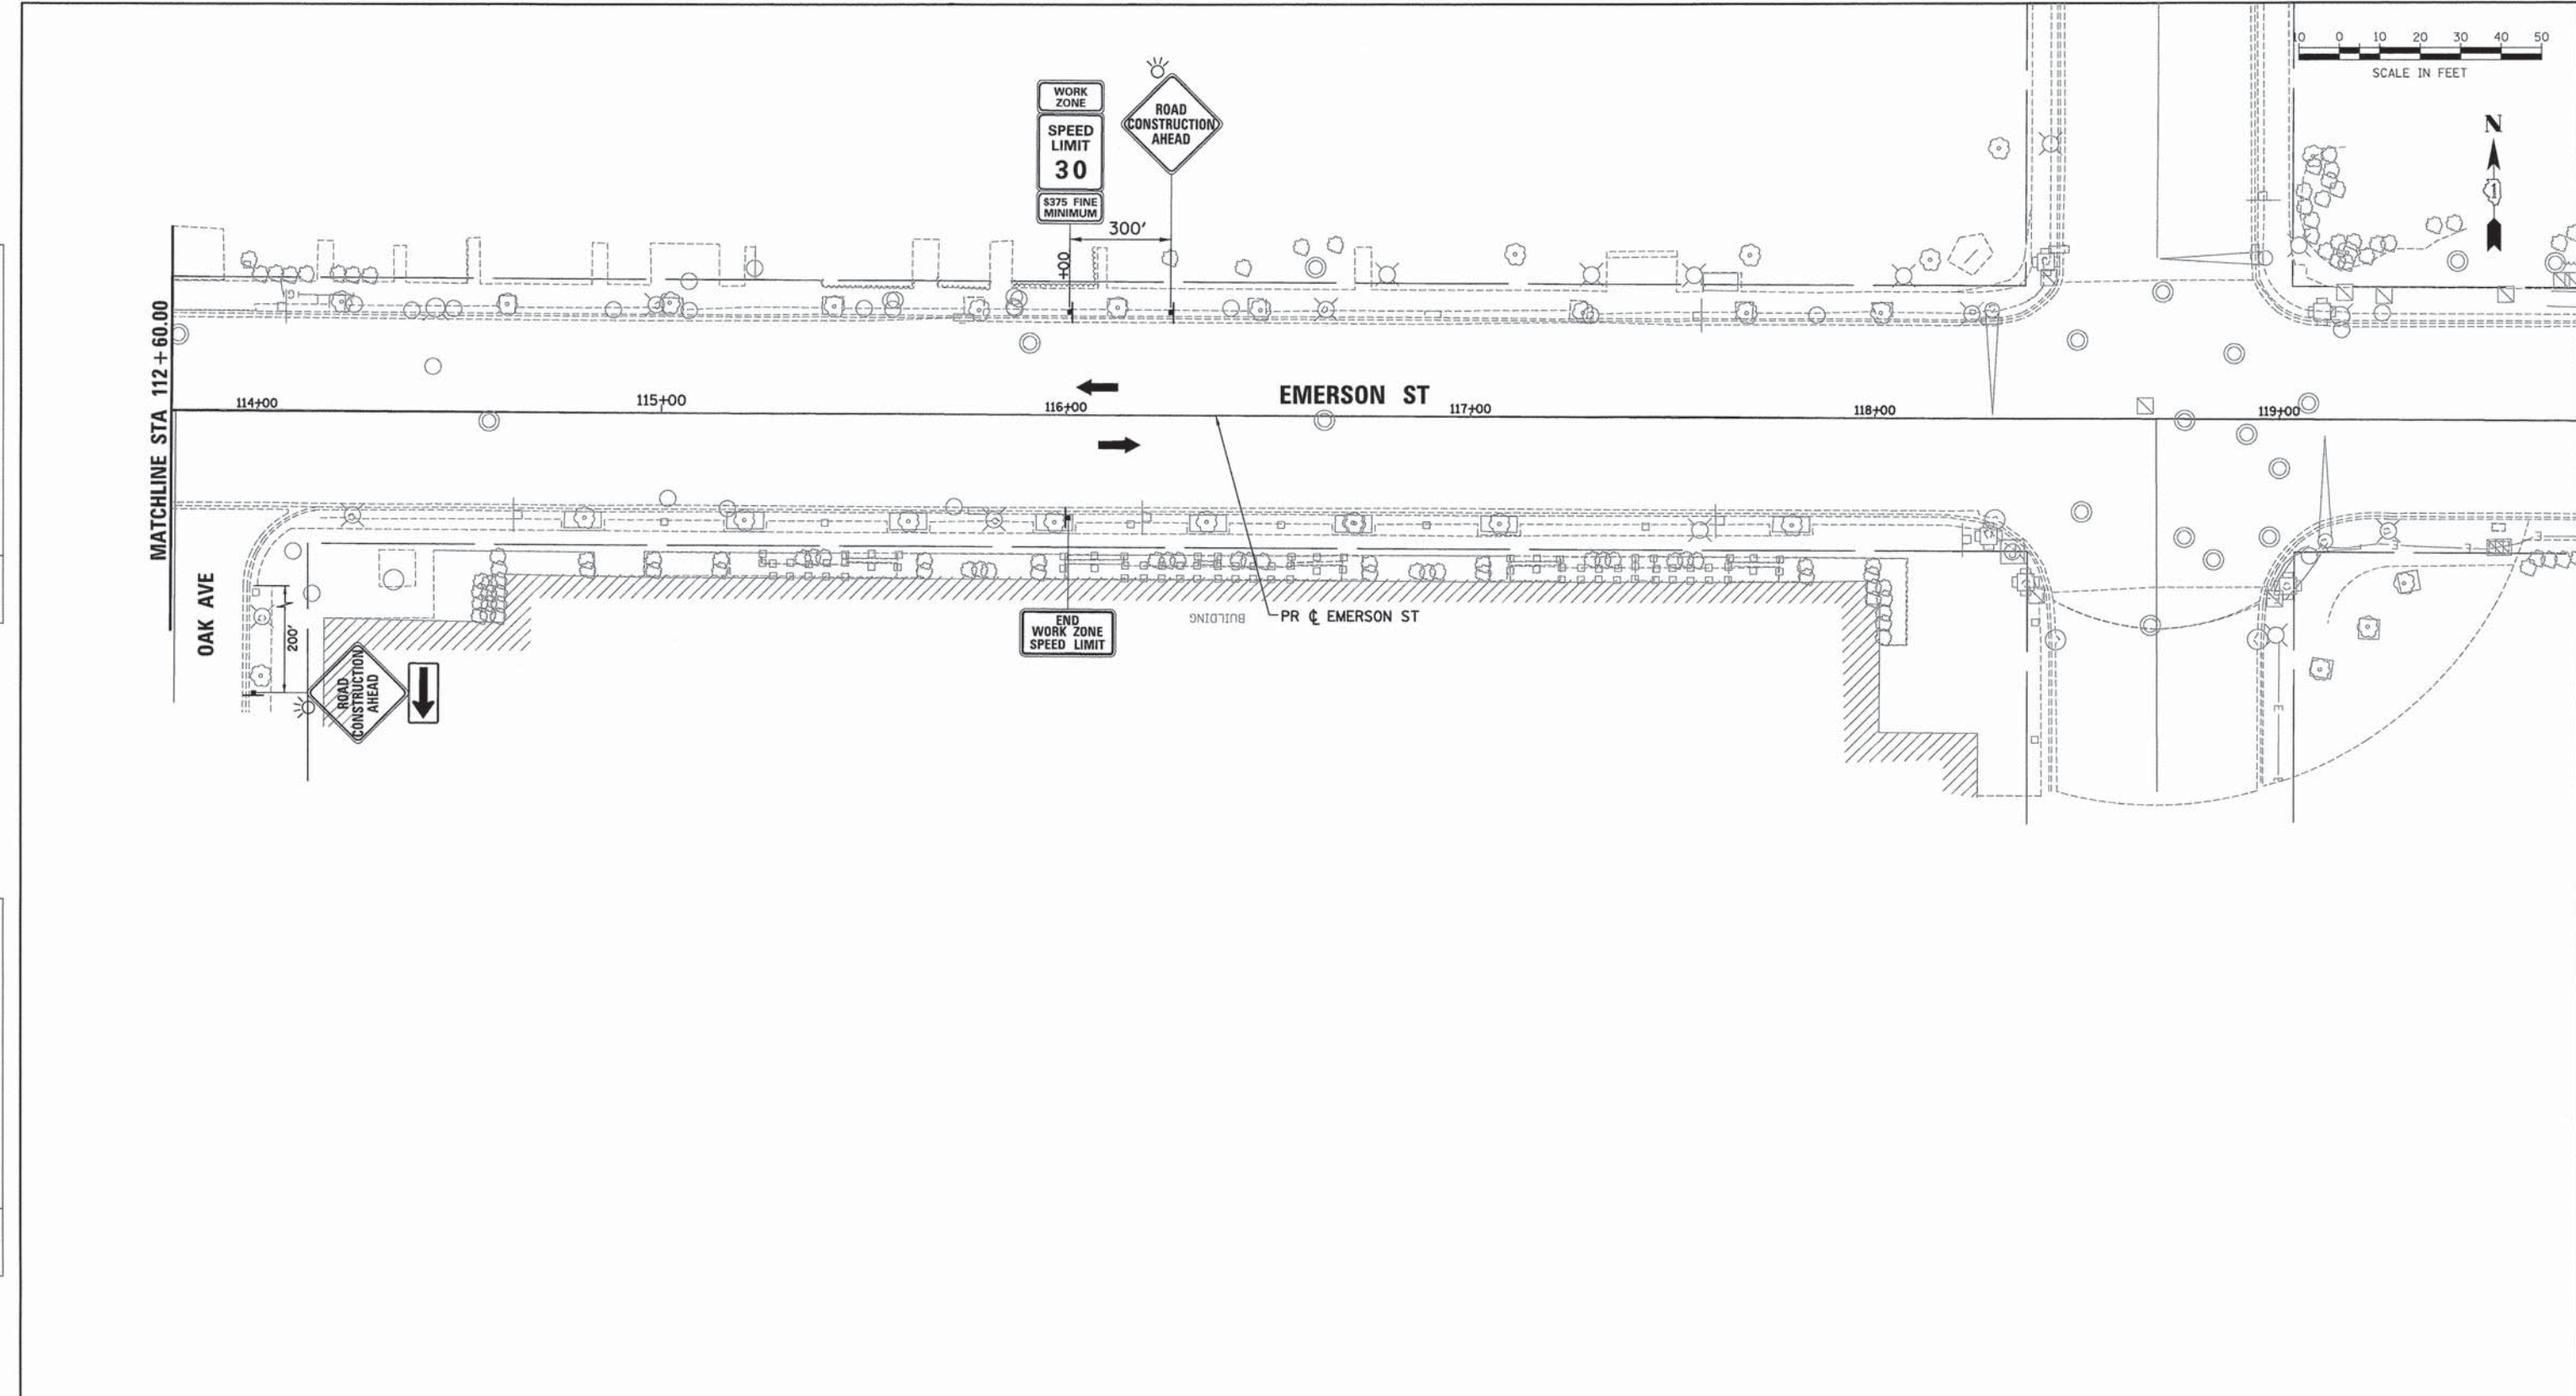 10 0 10 20 30 40 50
SCALE IN FEET
N
1
WORK
ZONE
SPEED
LIMIT
30
$375 FINE
MINIMUM
ROAD
CONSTRUCTION
AHEAD
300'
+00
MATCHLINE STA 112+60.00
EMERSON ST
114+00
115+00
116+00
117+00
118+00
119+00
OAK AVE
200'
ROAD
CONSTRUCTION
AHEAD
END
WORK ZONE
SPEED LIMIT
BUILDING
PR ℄ EMERSON ST